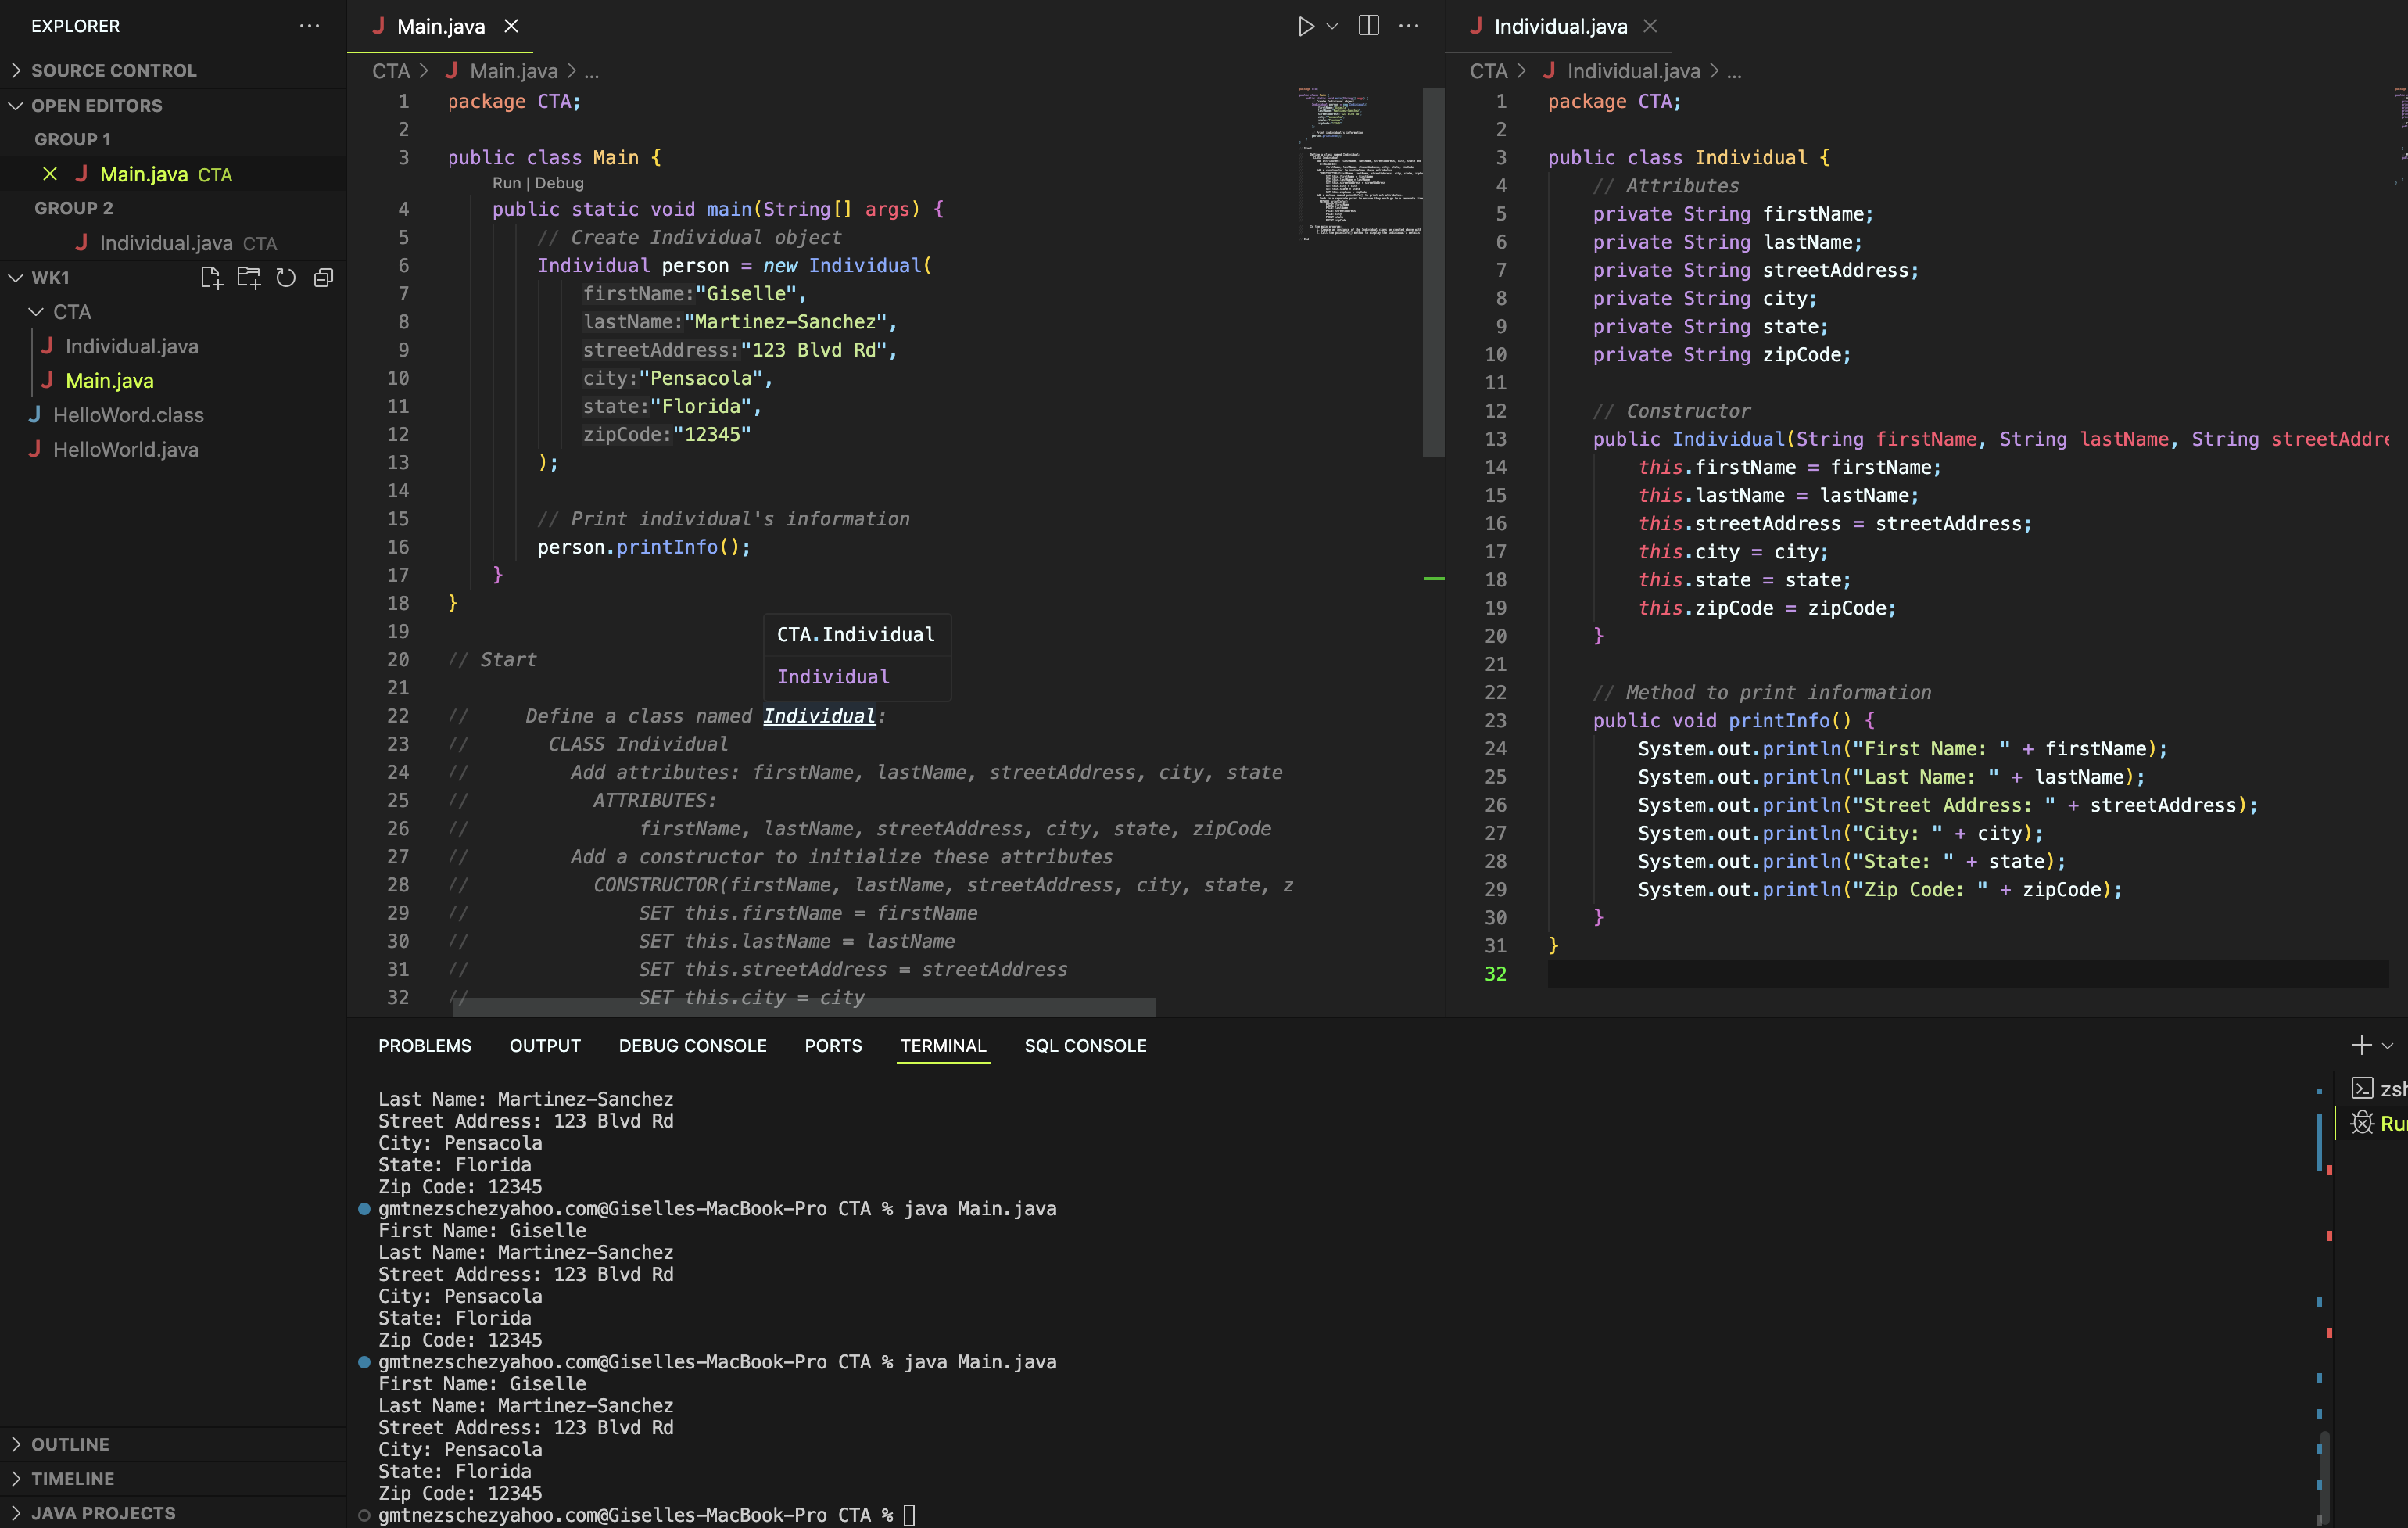 EXPLORER
SOURCE CONTROL
OPEN EDITORS
GROUP 1
Main.java CTA
GROUP 2
Individual.java CTA
WK1
CTA
Individual.java
Main.java
HelloWord.class
HelloWorld.java
OUTLINE
TIMELINE
JAVA PROJECTS
Main.java
CTA > Main.java > ...
1 package CTA;
2
3 public class Main {
Run | Debug
4 public static void main(String[] args) {
5 // Create Individual object
6 Individual person = new Individual(
7 firstName:"Giselle",
8 lastName:"Martinez-Sanchez",
9 streetAddress:"123 Blvd Rd",
10 city:"Pensacola",
11 state:"Florida",
12 zipCode:"12345"
13 );
14
15 // Print individual's information
16 person.printInfo();
17 }
18 }
19
CTA.Individual
Individual
20 // Start
21
22 // Define a class named Individual:
23 // CLASS Individual
24 // Add attributes: firstName, lastName, streetAddress, city, state
25 // ATTRIBUTES:
26 // firstName, lastName, streetAddress, city, state, zipCode
27 // Add a constructor to initialize these attributes
28 // CONSTRUCTOR(firstName, lastName, streetAddress, city, state, z
29 // SET this.firstName = firstName
30 // SET this.lastName = lastName
31 // SET this.streetAddress = streetAddress
32 // SET this.city = city
Individual.java
CTA > Individual.java > ...
1 package CTA;
2
3 public class Individual {
4 // Attributes
5 private String firstName;
6 private String lastName;
7 private String streetAddress;
8 private String city;
9 private String state;
10 private String zipCode;
11
12 // Constructor
13 public Individual(String firstName, String lastName, String streetAddre
14 this.firstName = firstName;
15 this.lastName = lastName;
16 this.streetAddress = streetAddress;
17 this.city = city;
18 this.state = state;
19 this.zipCode = zipCode;
20 }
21
22 // Method to print information
23 public void printInfo() {
24 System.out.println("First Name: " + firstName);
25 System.out.println("Last Name: " + lastName);
26 System.out.println("Street Address: " + streetAddress);
27 System.out.println("City: " + city);
28 System.out.println("State: " + state);
29 System.out.println("Zip Code: " + zipCode);
30 }
31 }
32
PROBLEMS OUTPUT DEBUG CONSOLE PORTS TERMINAL SQL CONSOLE
Last Name: Martinez-Sanchez
Street Address: 123 Blvd Rd
City: Pensacola
State: Florida
Zip Code: 12345
gmtnezschezyahoo.com@Giselles-MacBook-Pro CTA % java Main.java
First Name: Giselle
Last Name: Martinez-Sanchez
Street Address: 123 Blvd Rd
City: Pensacola
State: Florida
Zip Code: 12345
gmtnezschezyahoo.com@Giselles-MacBook-Pro CTA % java Main.java
First Name: Giselle
Last Name: Martinez-Sanchez
Street Address: 123 Blvd Rd
City: Pensacola
State: Florida
Zip Code: 12345
gmtnezschezyahoo.com@Giselles-MacBook-Pro CTA %